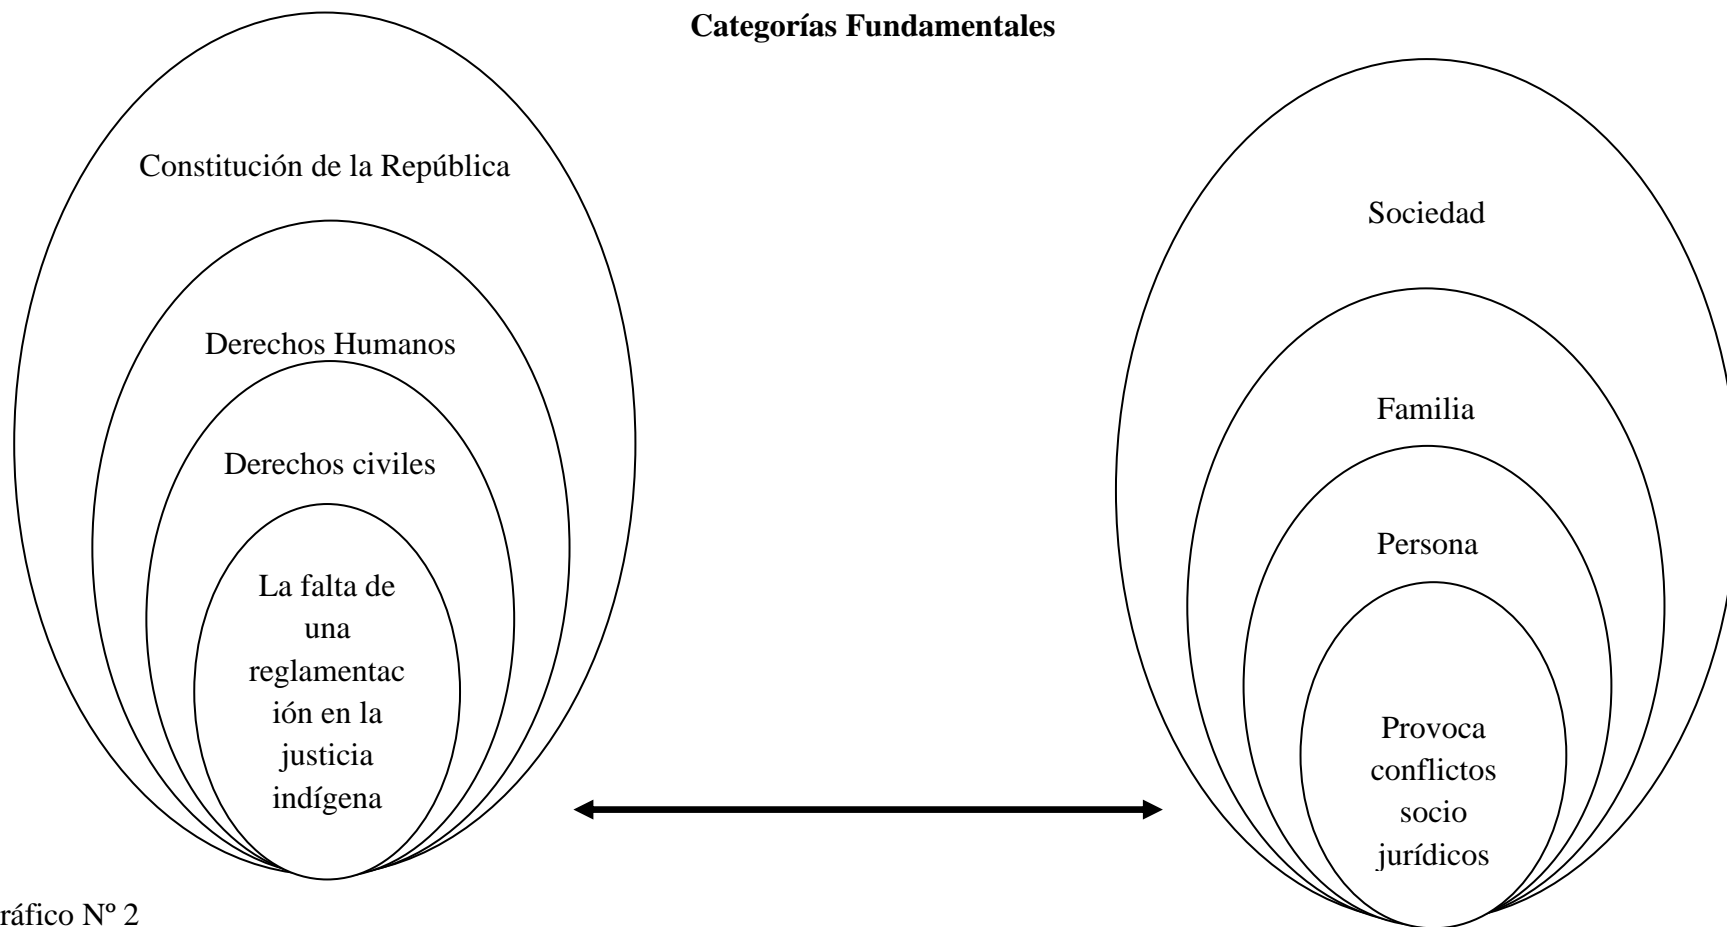 Categorías Fundamentales
Constitución de la República
Derechos Humanos
Derechos civiles
La falta de
una
reglamentac
ión en la
justicia
indígena
Sociedad
Familia
Persona
Provoca
conflictos
socio
jurídicos
ráfico Nº 2